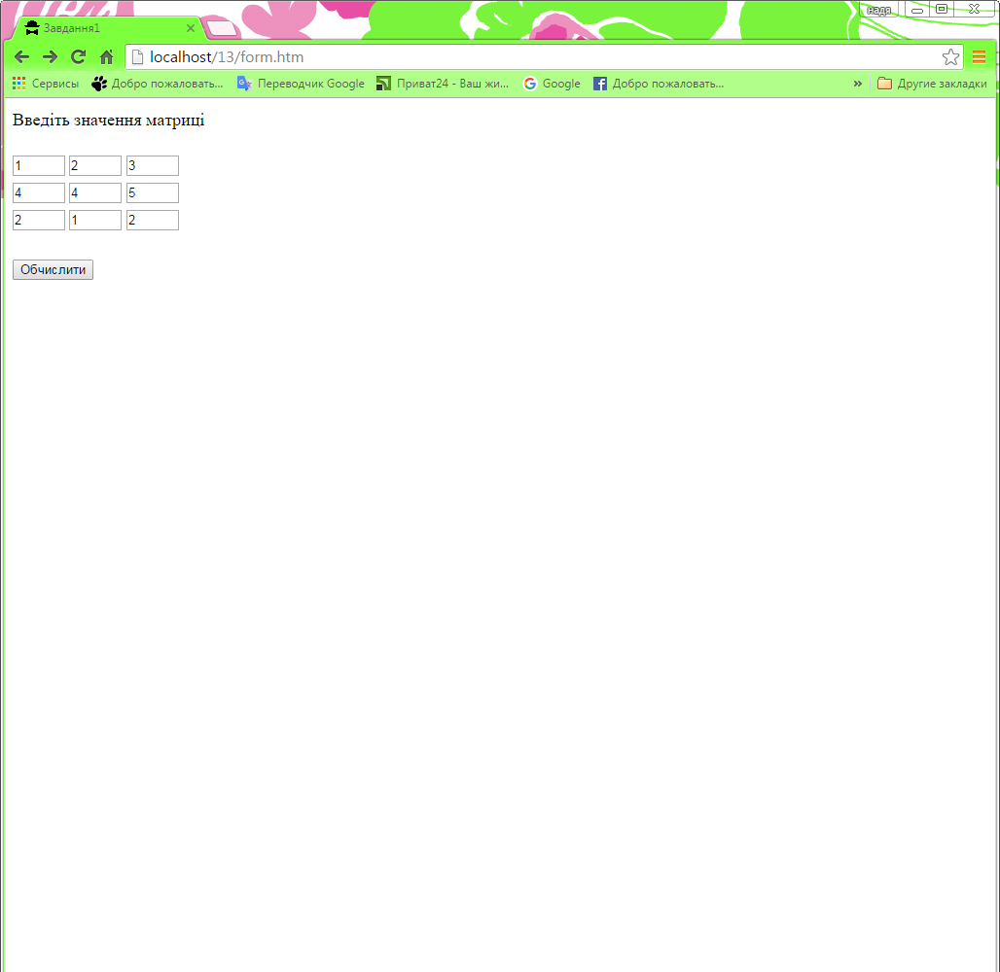 надя
Завдання1
localhost/13/form.htm
Сервисы Добро пожаловать... Переводчик Google Приват24 - Ваш жи... Google Добро пожаловать... » Другие закладки
Введіть значення матриці
1 2 3
4 4 5
2 1 2
Обчислити